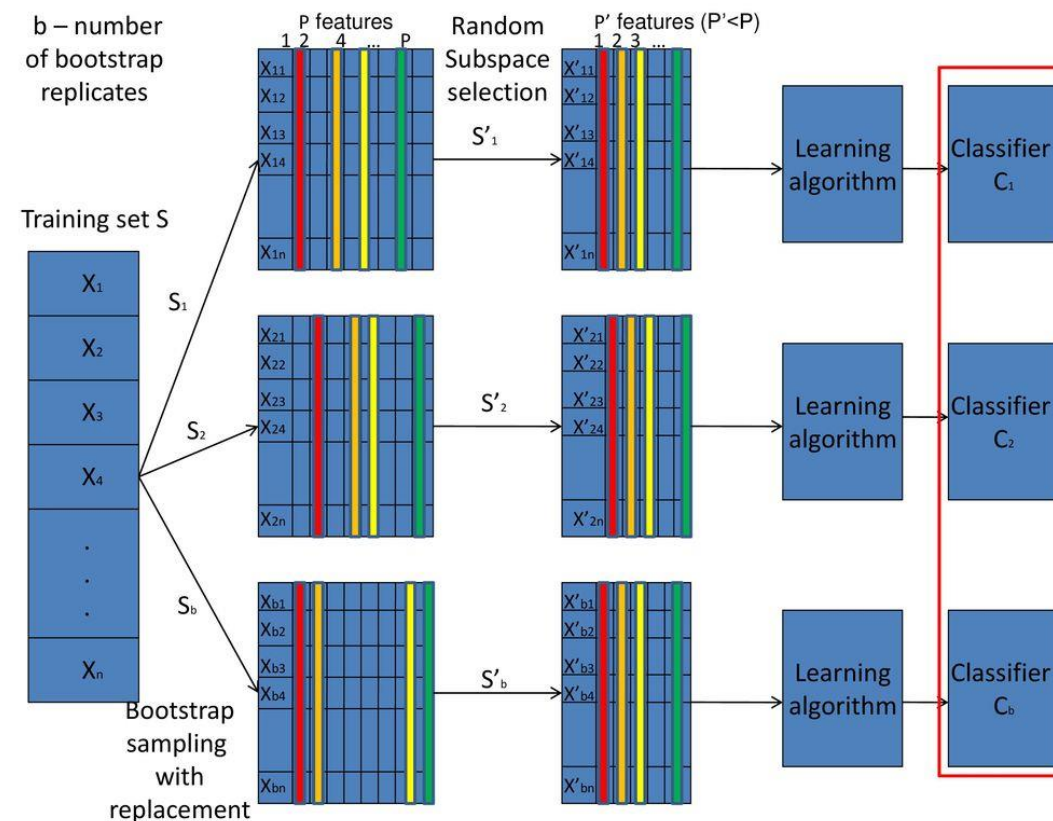 b – number
of bootstrap
replicates
P features
1 2 4 ... P
Random
Subspace
selection
P' features (P'<P)
1 2 3 ...
Training set S
X1
X2
X3
X4
.
.
.
Xn
S1
S2
Sb
Bootstrap
sampling
with
replacement
X11
X12
X13
X14
X1n
S'1
X'11
X'12
X'13
X'14
X'1n
Learning
algorithm
Classifier
C1
X21
X22
X23
X24
X2n
S'2
X'21
X'22
X'23
X'24
X'2n
Learning
algorithm
Classifier
C2
Xb1
Xb2
Xb3
Xb4
Xbn
S'b
X'b1
X'b2
X'b3
X'b4
X'bn
Learning
algorithm
Classifier
Cb